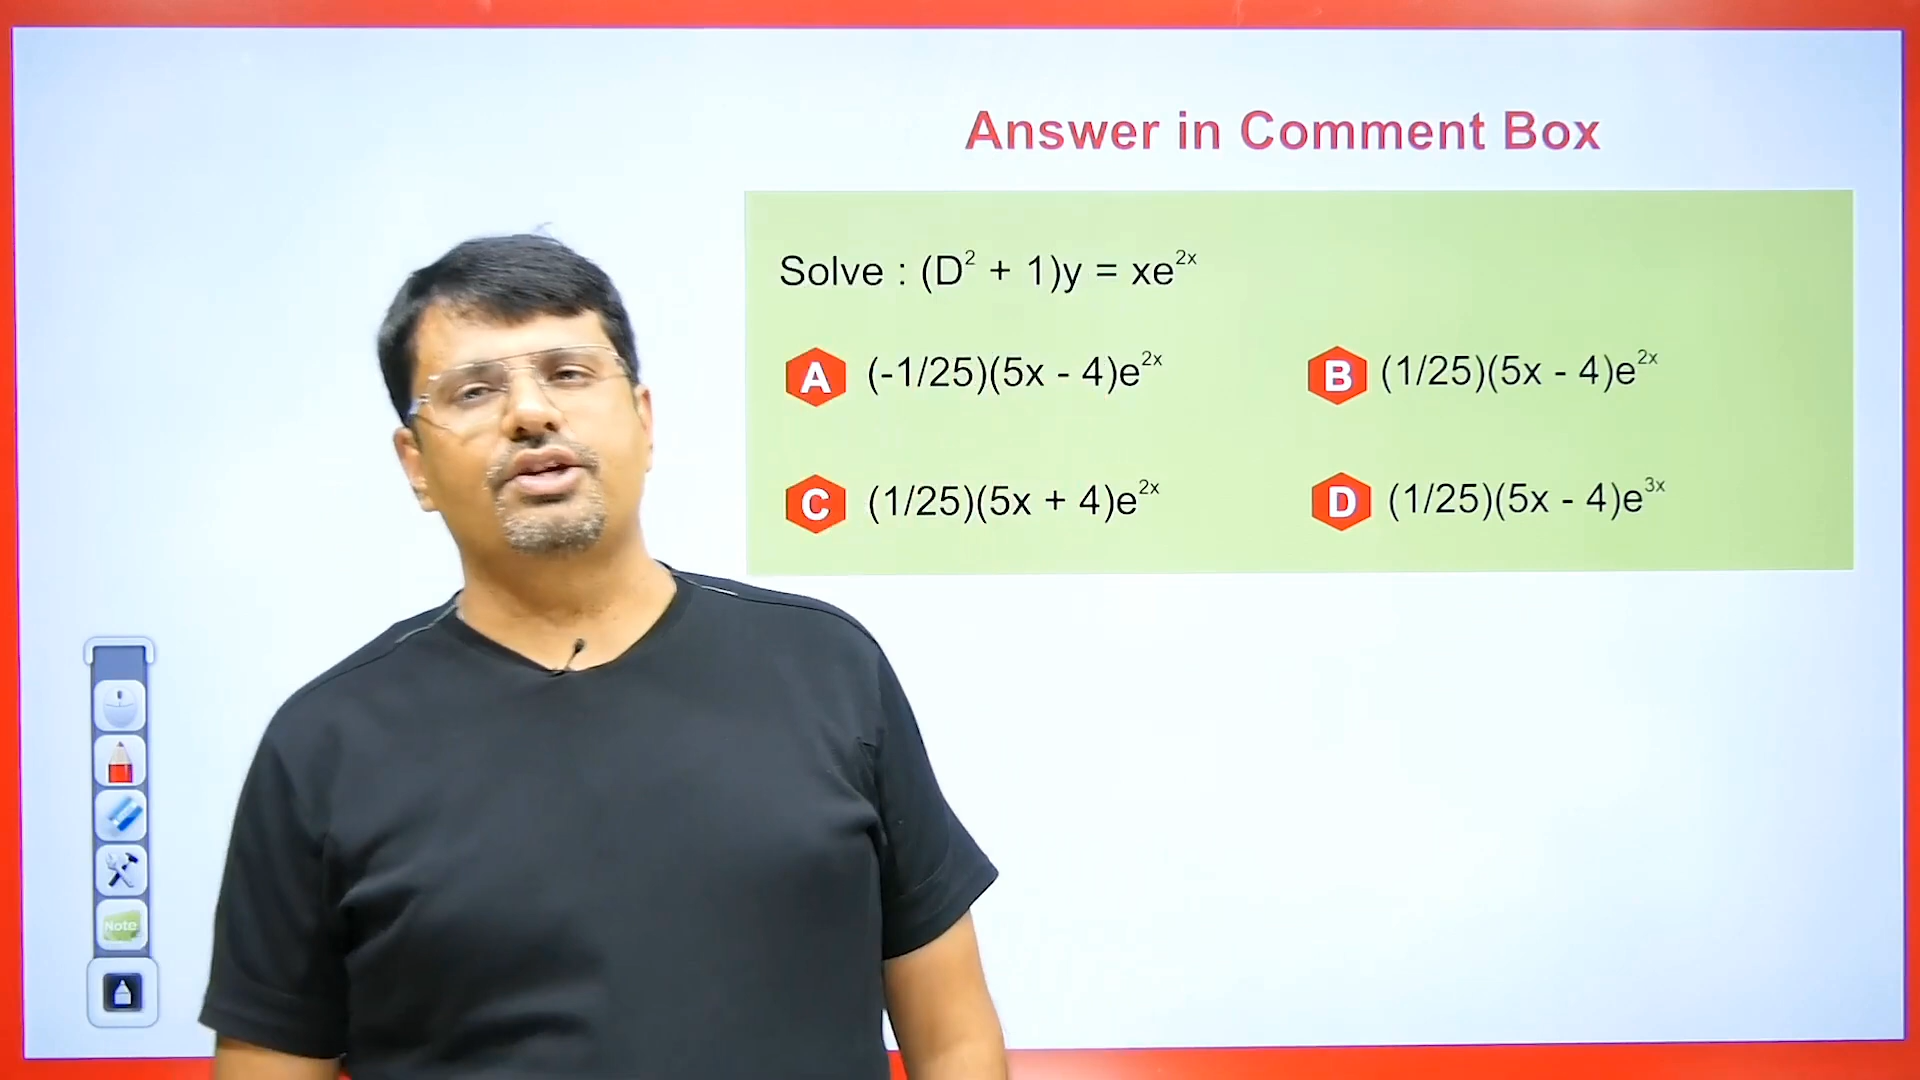 Answer in Comment Box
Solve : (D² + 1)y = xe²ˣ
A (-1/25)(5x - 4)e²ˣ
B (1/25)(5x - 4)e²ˣ
C (1/25)(5x + 4)e²ˣ
D (1/25)(5x - 4)e³ˣ
Note